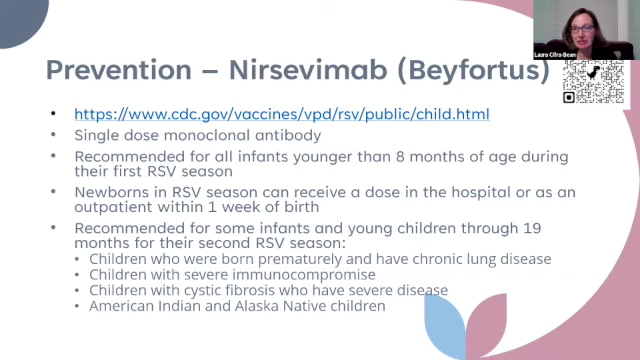 Laura Cifra-Bean
Prevention – Nirsevimab (Beyfortus)
• https://www.cdc.gov/vaccines/vpd/rsv/public/child.html
• Single dose monoclonal antibody
• Recommended for all infants younger than 8 months of age during
their first RSV season
• Newborns in RSV season can receive a dose in the hospital or as an
outpatient within 1 week of birth
• Recommended for some infants and young children through 19
months for their second RSV season:
• Children who were born prematurely and have chronic lung disease
• Children with severe immunocompromise
• Children with cystic fibrosis who have severe disease
• American Indian and Alaska Native children